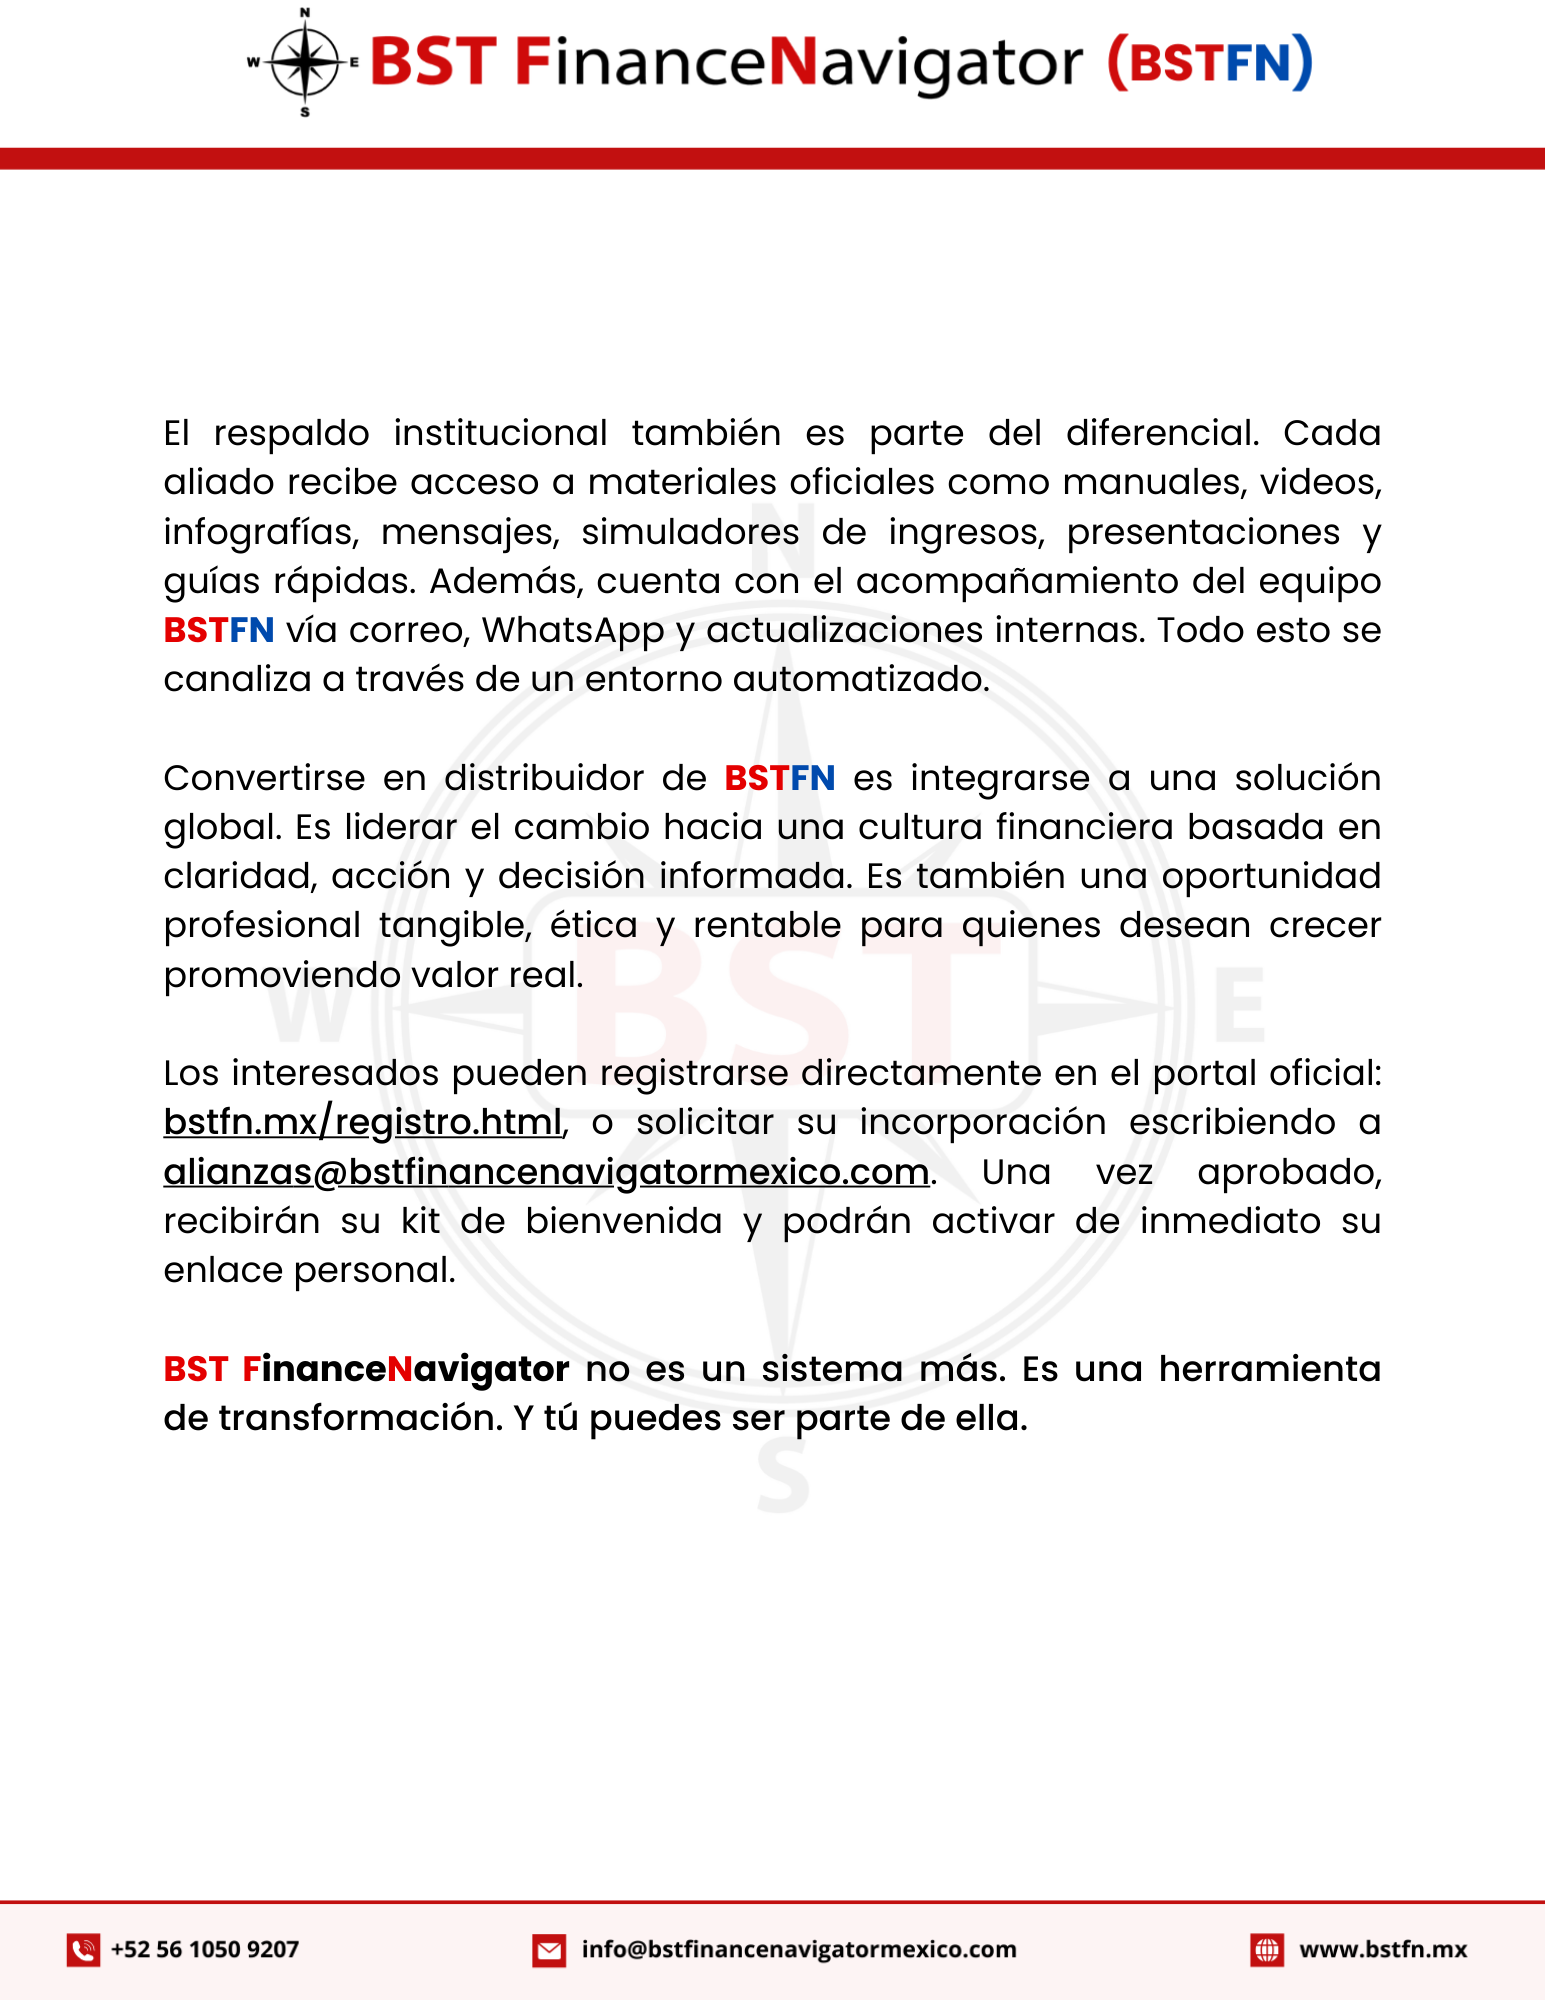 N
W E BST FinanceNavigator (BSTFN)
S
El respaldo institucional también es parte del diferencial. Cada
aliado recibe acceso a materiales oficiales como manuales, videos,
infografías, mensajes, simuladores de ingresos, presentaciones y
guías rápidas. Además, cuenta con el acompañamiento del equipo
BSTFN vía correo, WhatsApp y actualizaciones internas. Todo esto se
canaliza a través de un entorno automatizado.
Convertirse en distribuidor de BSTFN es integrarse a una solución
global. Es liderar el cambio hacia una cultura financiera basada en
claridad, acción y decisión informada. Es también una oportunidad
profesional tangible, ética y rentable para quienes desean crecer
promoviendo valor real.
Los interesados pueden registrarse directamente en el portal oficial:
bstfn.mx/registro.html, o solicitar su incorporación escribiendo a
alianzas@bstfinancenavigatormexico.com. Una vez aprobado,
recibirán su kit de bienvenida y podrán activar de inmediato su
enlace personal.
BST FinanceNavigator no es un sistema más. Es una herramienta
de transformación. Y tú puedes ser parte de ella.
N
W BST E
S
+52 56 1050 9207 info@bstfinancenavigatormexico.com www.bstfn.mx